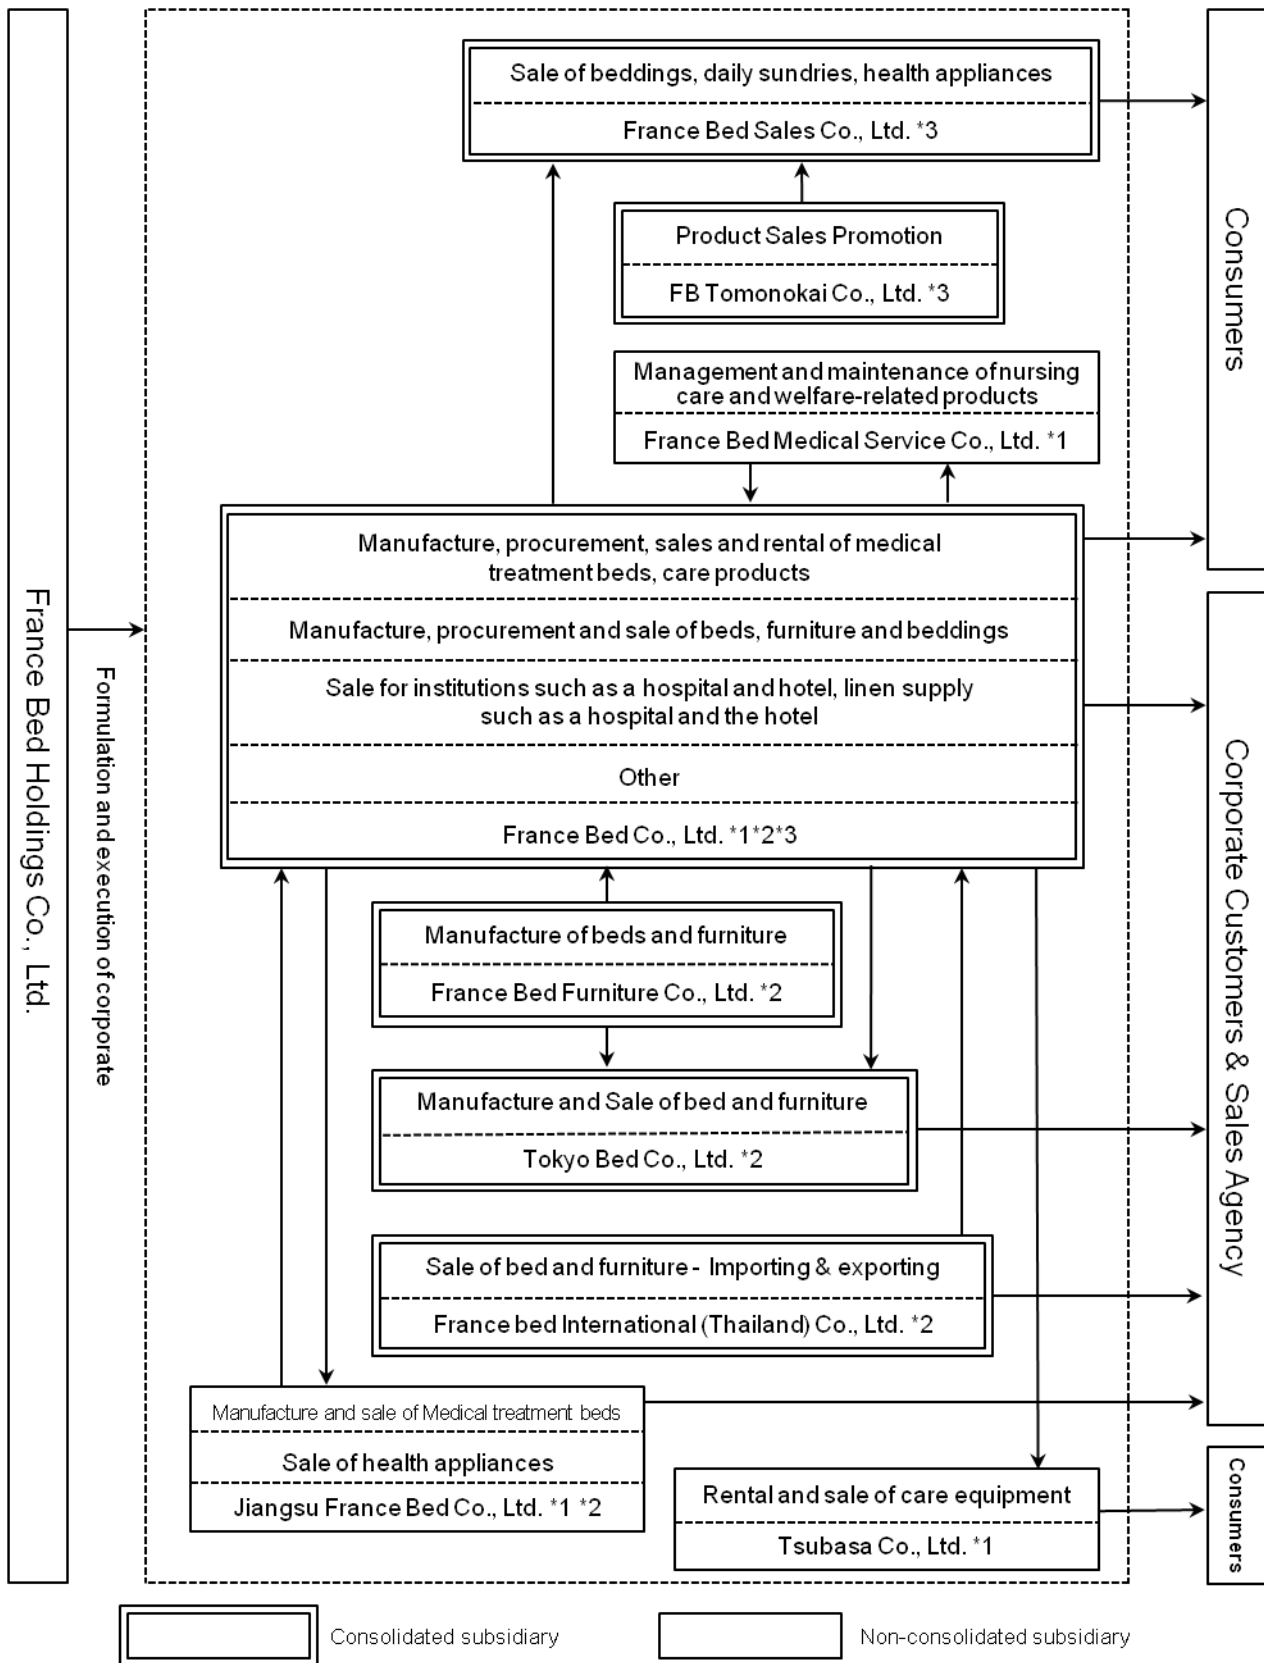 France Bed Holdings Co., Ltd.
Formulation and execution of corporate
Sale of beddings, daily sundries, health appliances
France Bed Sales Co., Ltd. *3
Product Sales Promotion
FB Tomonokai Co., Ltd. *3
Management and maintenance of nursing
care and welfare-related products
France Bed Medical Service Co., Ltd. *1
Manufacture, procurement, sales and rental of medical
treatment beds, care products
Manufacture, procurement and sale of beds, furniture and beddings
Sale for institutions such as a hospital and hotel, linen supply
such as a hospital and the hotel
Other
France Bed Co., Ltd. *1*2*3
Manufacture of beds and furniture
France Bed Furniture Co., Ltd. *2
Manufacture and Sale of bed and furniture
Tokyo Bed Co., Ltd. *2
Sale of bed and furniture - Importing & exporting
France bed International (Thailand) Co., Ltd. *2
Manufacture and sale of Medical treatment beds
Sale of health appliances
Jiangsu France Bed Co., Ltd. *1 *2
Rental and sale of care equipment
Tsubasa Co., Ltd. *1
Consumers
Corporate Customers & Sales Agency
Consumers
Consolidated subsidiary
Non-consolidated subsidiary